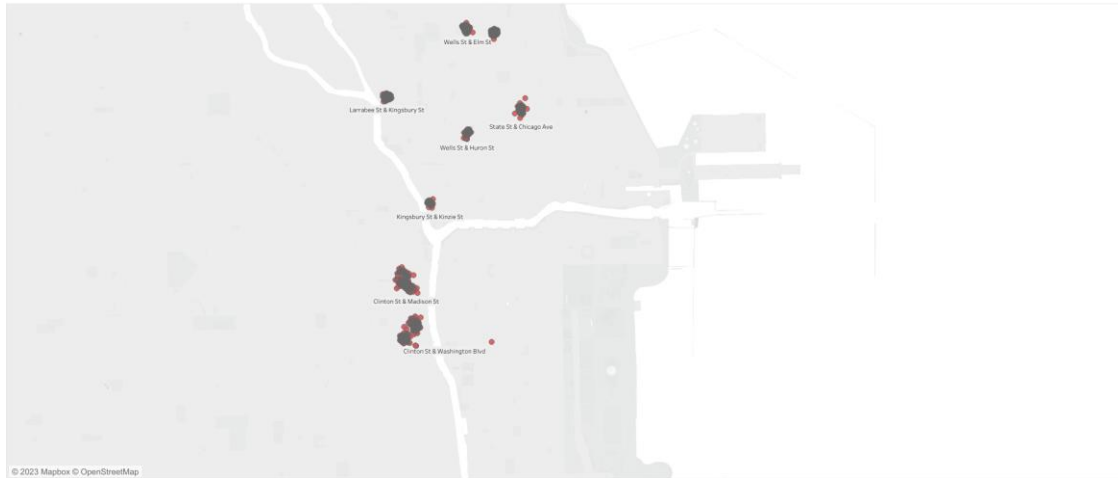 Wells St & Elm St
Larrabee St & Kingsbury St
State St & Chicago Ave
Wells St & Huron St
Kingsbury St & Kinzie St
Clinton St & Madison St
Clinton St & Washington Blvd
© 2023 Mapbox © OpenStreetMap